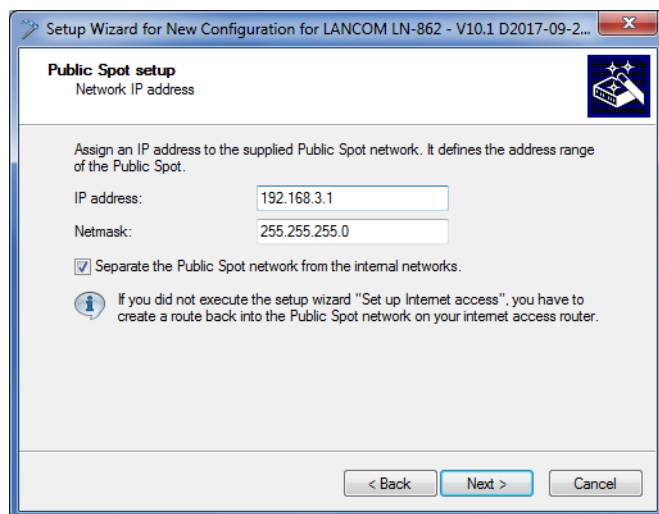 Setup Wizard for New Configuration for LANCOM LN-862 - V10.1 D2017-09-2...
Public Spot setup
Network IP address
Assign an IP address to the supplied Public Spot network. It defines the address range
of the Public Spot.
IP address:
192.168.3.1
Netmask:
255.255.255.0
Separate the Public Spot network from the internal networks.
If you did not execute the setup wizard "Set up Internet access", you have to
create a route back into the Public Spot network on your internet access router.
< Back
Next >
Cancel